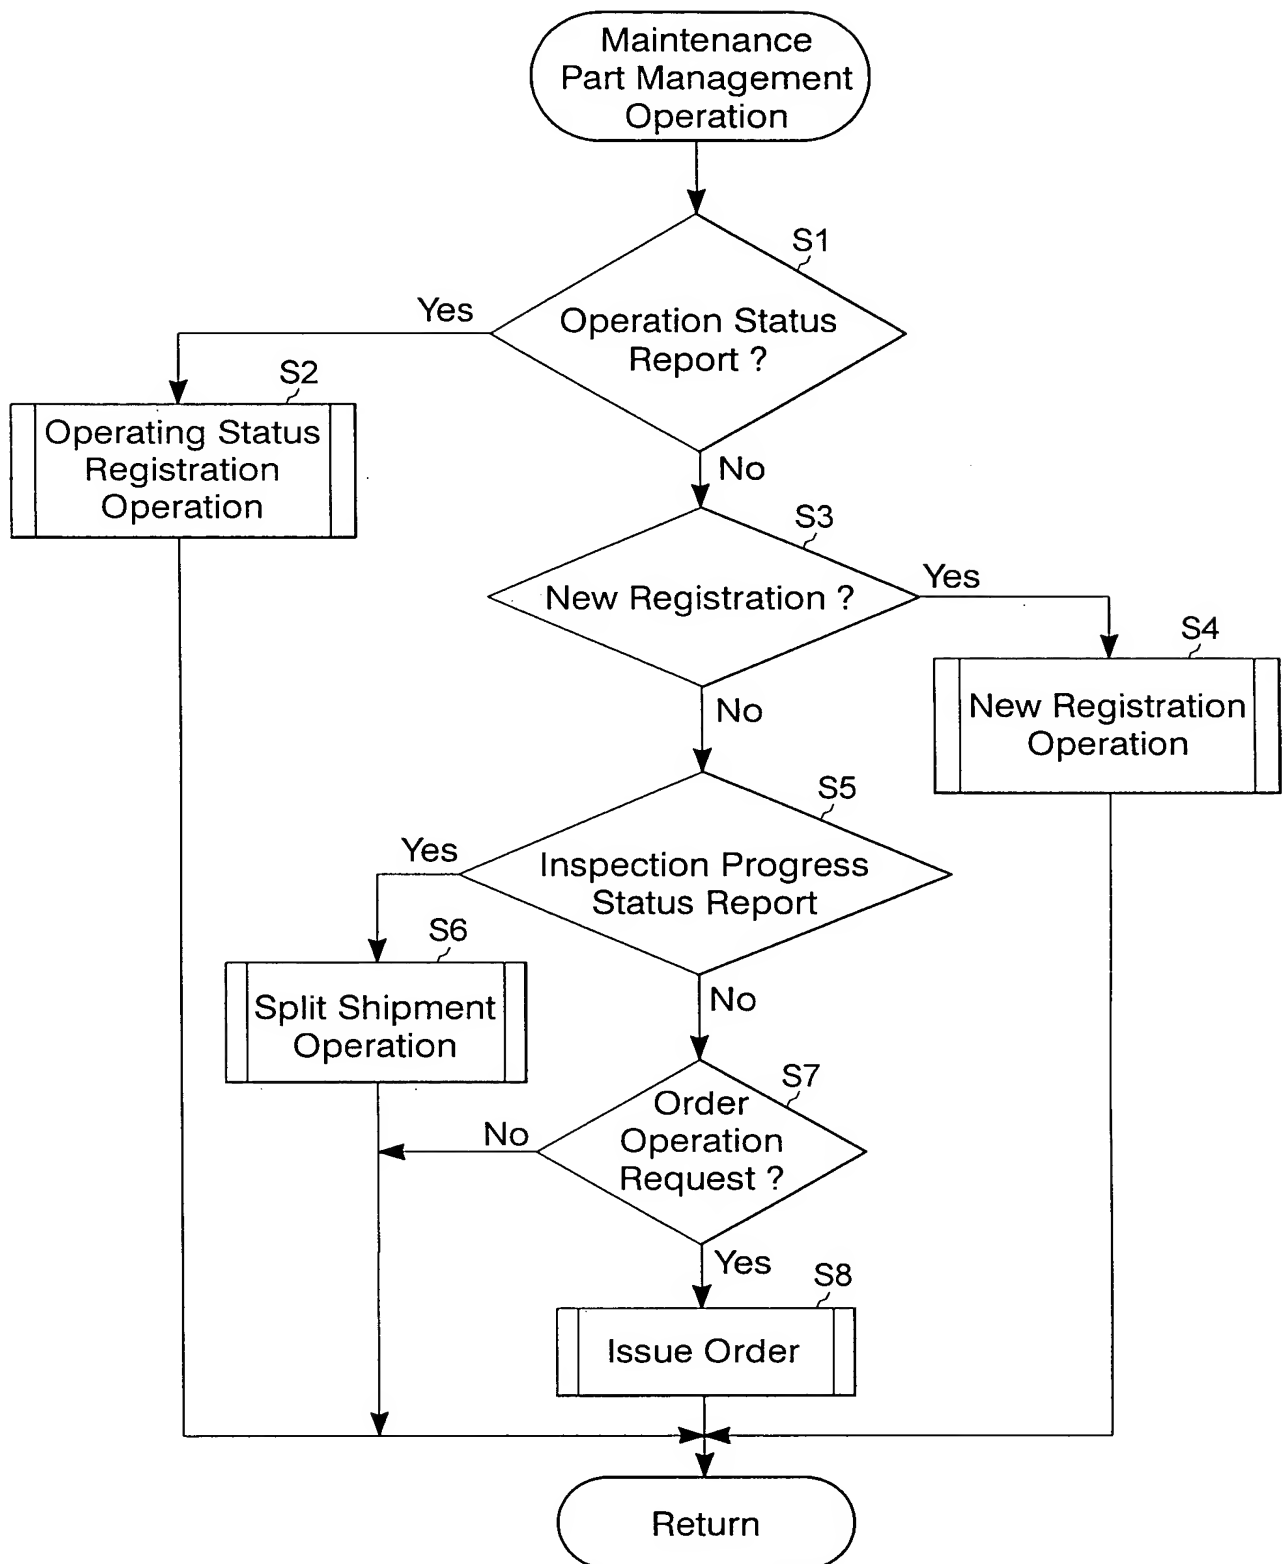 Maintenance
Part Management
Operation
S1
Yes
Operation Status
Report ?
S2
Operating Status
Registration
Operation
No
S3
New Registration ?
Yes
S4
New Registration
Operation
No
S5
Yes
Inspection Progress
Status Report
S6
Split Shipment
Operation
No
S7
Order
Operation
Request ?
No
Yes
S8
Issue Order
Return